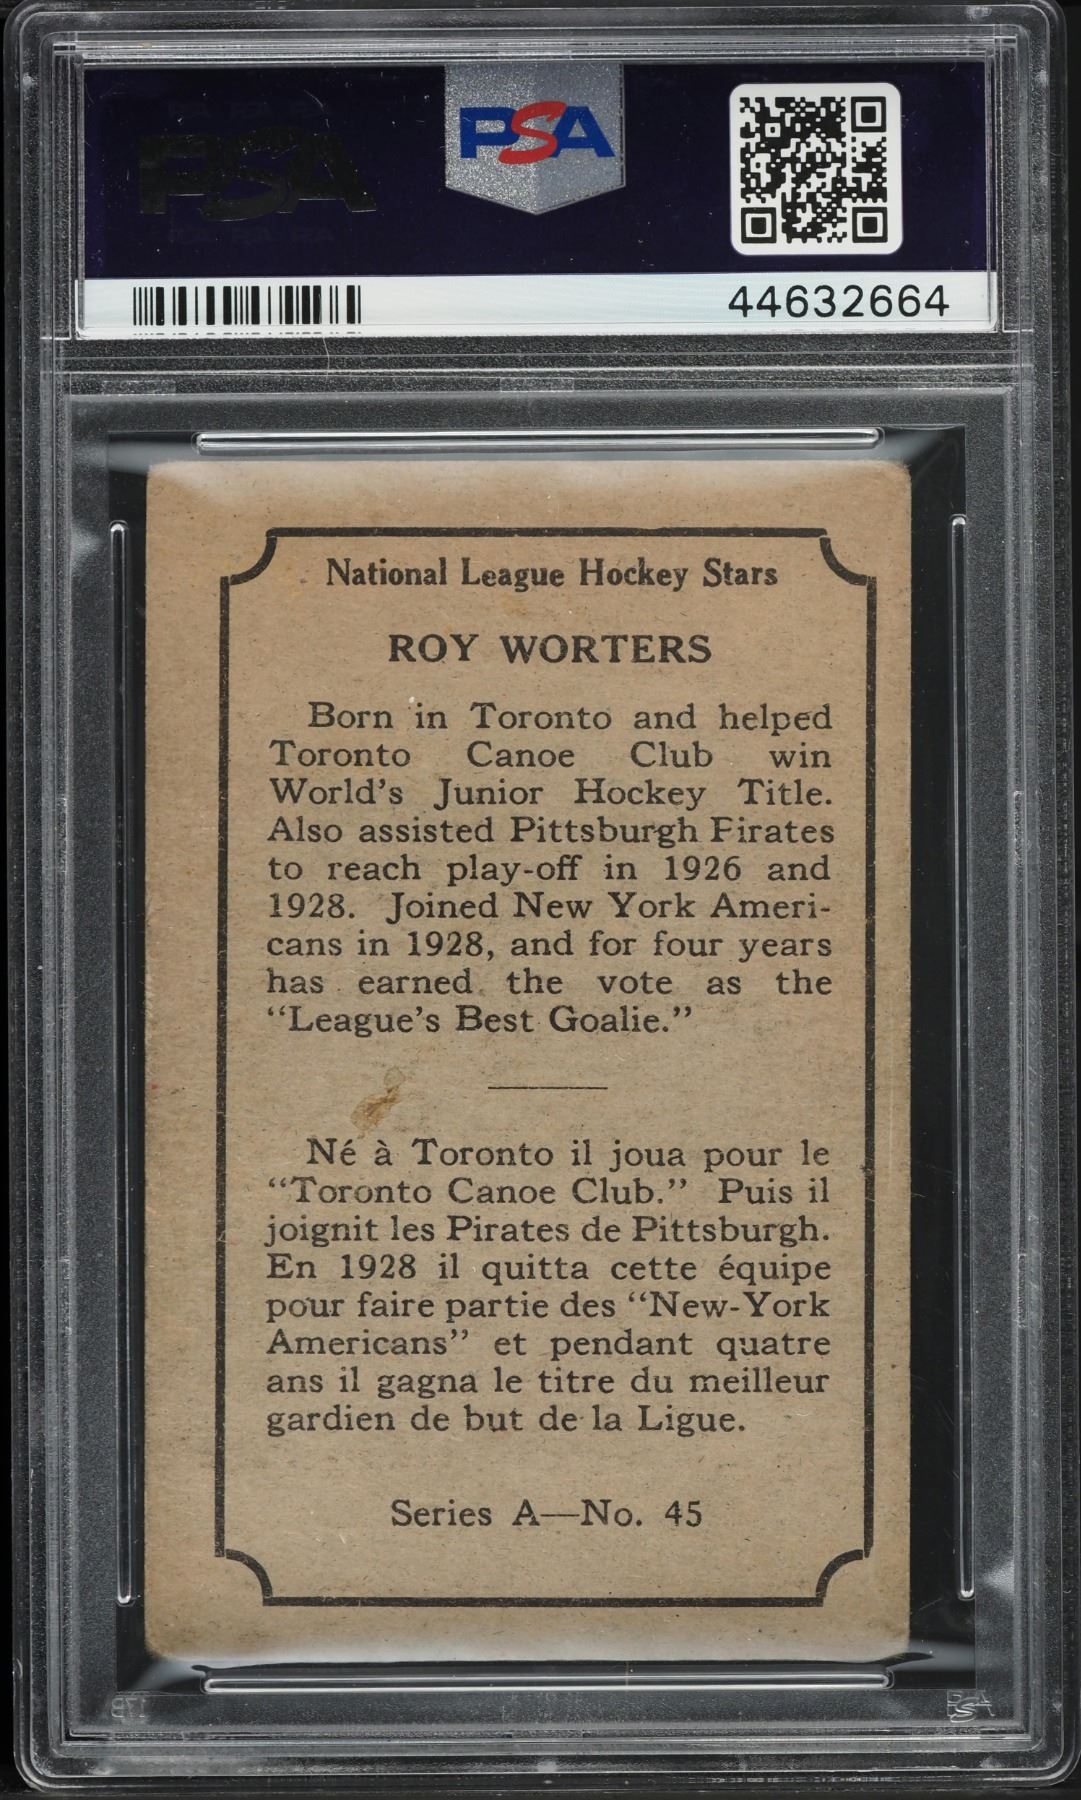 PSA
PSA
44632664
National League Hockey Stars
ROY WORTERS
Born in Toronto and helped
Toronto Canoe Club win
World's Junior Hockey Title.
Also assisted Pittsburgh Pirates
to reach play-off in 1926 and
1928. Joined New York Ameri-
cans in 1928, and for four years
has earned the vote as the
"League's Best Goalie."
Né à Toronto il joua pour le
"Toronto Canoe Club." Puis il
joignit les Pirates de Pittsburgh.
En 1928 il quitta cette équipe
pour faire partie des "New-York
Americans" et pendant quatre
ans il gagna le titre du meilleur
gardien de but de la Ligue.
Series A—No. 45
PSA